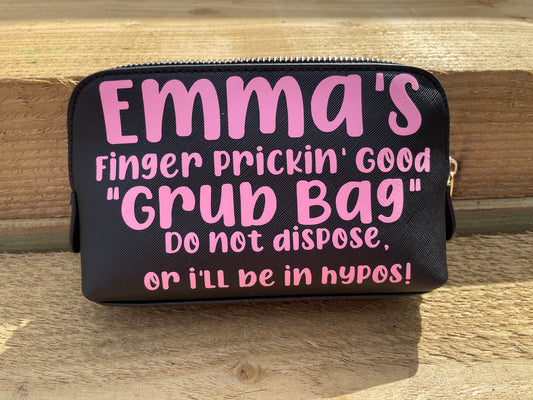 Emma's
Finger Prickin' Good
"Grub Bag"
Do not dispose,
or i'll be in hypos!